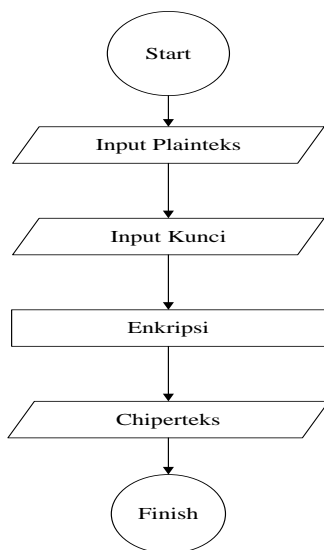 Start
Input Plainteks
Input Kunci
Enkripsi
Chiperteks
Finish